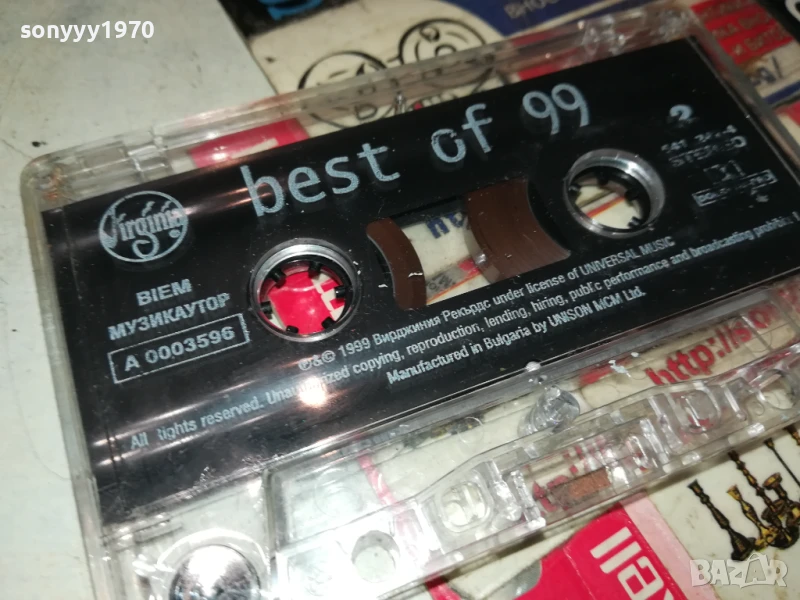 sonyyy1970
best of 99
2
STEREO
Virginia
BIEM
МУЗИКАУТОР
A 0003596
℗&© 1999 Вирджиния Рекърдс under license of UNIVERSAL MUSIC
All rights reserved. Unauthorized copying, reproduction, lending, hiring, public performance and broadcasting prohibited
Manufactured in Bulgaria by UNISON MCM Ltd.
http://
BAZAR